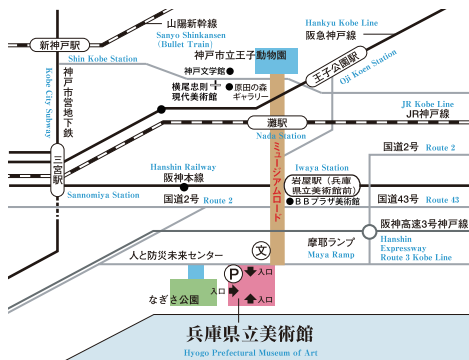 山陽新幹線
Sanyo Shinkansen
(Bullet Train)
Hankyu Kobe Line
阪急神戸線
新神戸駅
Shin Kobe Station
神戸市立王子動物園
王子公園駅
Oji Koen Station
神戸文学館
横尾忠則
現代美術館
原田の森
ギャラリー
Kobe City Subway
神戸市営地下鉄
JR Kobe Line
JR神戸線
灘駅
Nada Station
ミュージアムロード
国道2号 Route 2
三宮駅
Sannomiya Station
Hanshin Railway
阪神本線
Iwaya Station
岩屋駅(兵庫
県立美術館前)
BBプラザ美術館
国道2号 Route 2
国道43号 Route 43
阪神高速3号神戸線
Hanshin
Expressway
Route 3 Kobe Line
摩耶ランプ
Maya Ramp
文
人と防災未来センター
P
入口
入口
入口
なぎさ公園
兵庫県立美術館
Hyogo Prefectural Museum of Art